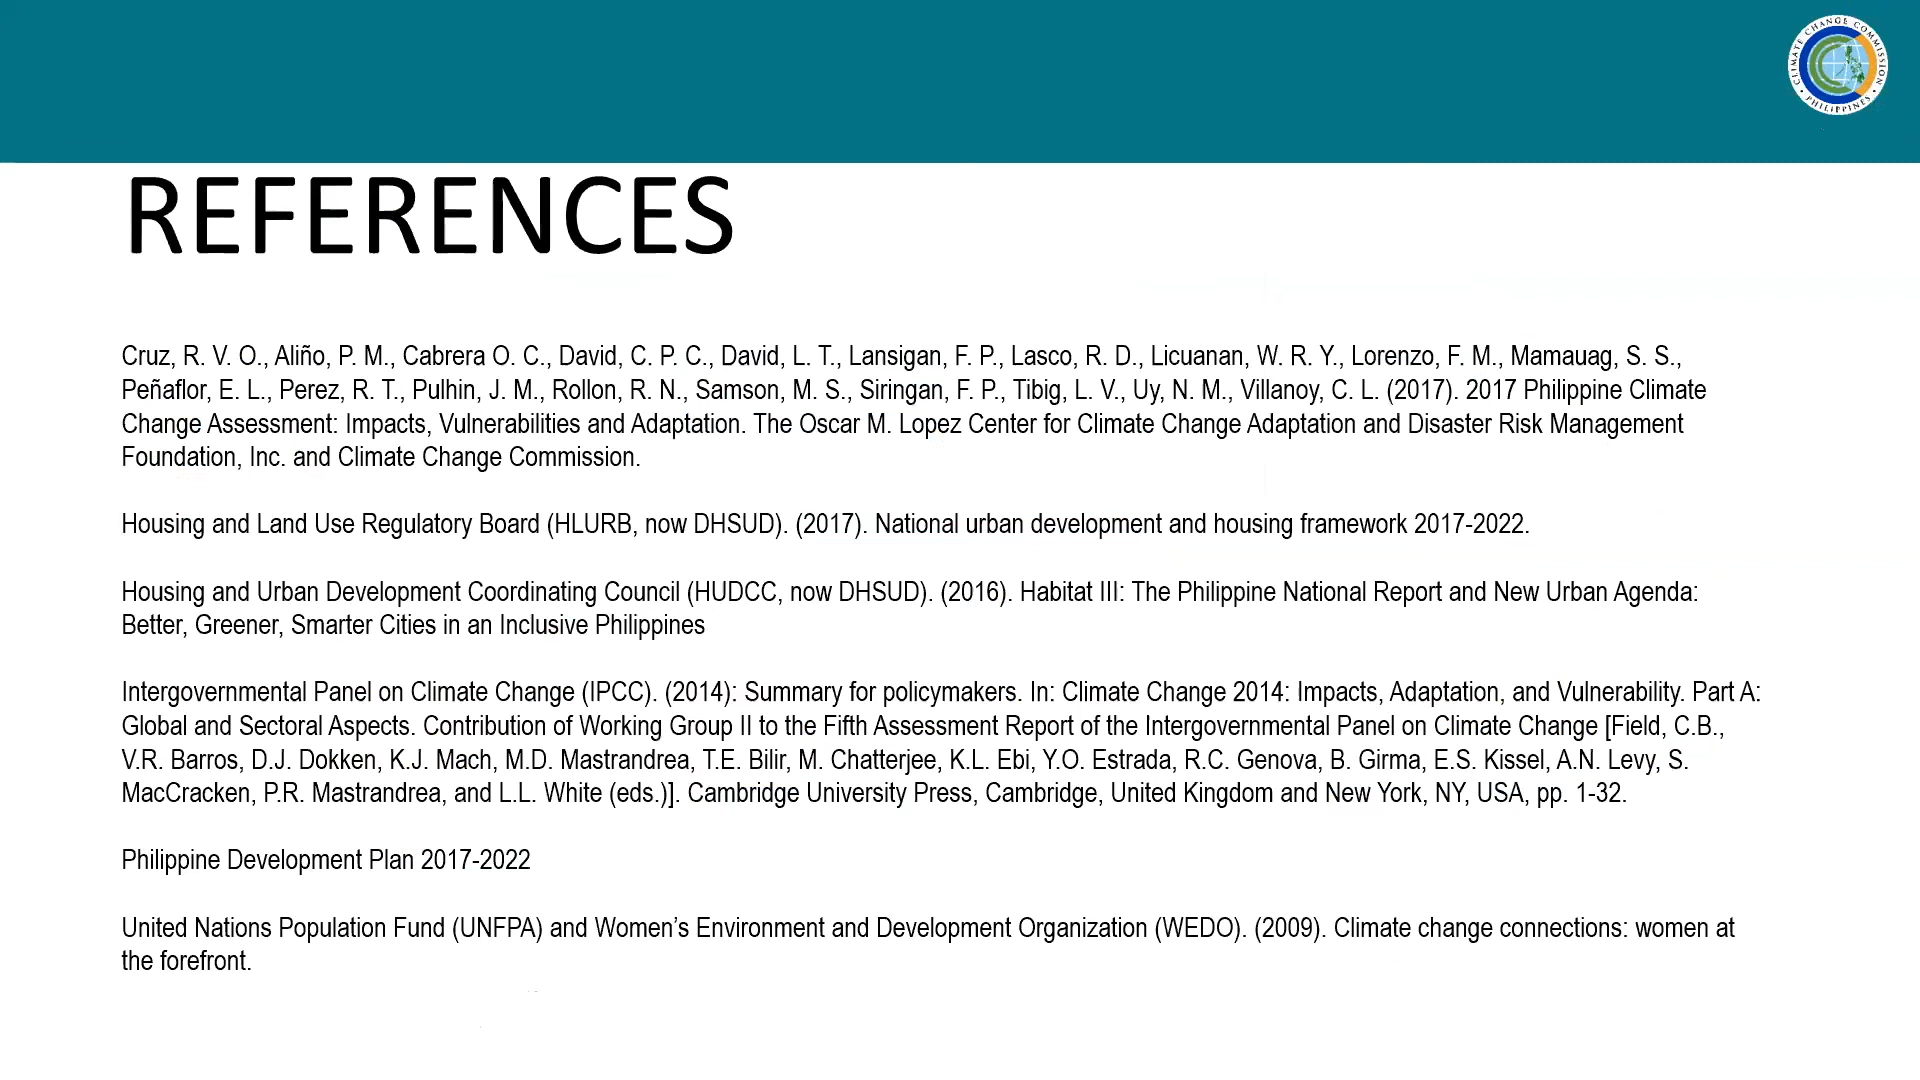 CLIMATE CHANGE COMMISSION
PHILIPPINES
REFERENCES
Cruz, R. V. O., Aliño, P. M., Cabrera O. C., David, C. P. C., David, L. T., Lansigan, F. P., Lasco, R. D., Licuanan, W. R. Y., Lorenzo, F. M., Mamauag, S. S.,
Peñaflor, E. L., Perez, R. T., Pulhin, J. M., Rollon, R. N., Samson, M. S., Siringan, F. P., Tibig, L. V., Uy, N. M., Villanoy, C. L. (2017). 2017 Philippine Climate
Change Assessment: Impacts, Vulnerabilities and Adaptation. The Oscar M. Lopez Center for Climate Change Adaptation and Disaster Risk Management
Foundation, Inc. and Climate Change Commission.
Housing and Land Use Regulatory Board (HLURB, now DHSUD). (2017). National urban development and housing framework 2017-2022.
Housing and Urban Development Coordinating Council (HUDCC, now DHSUD). (2016). Habitat III: The Philippine National Report and New Urban Agenda:
Better, Greener, Smarter Cities in an Inclusive Philippines
Intergovernmental Panel on Climate Change (IPCC). (2014): Summary for policymakers. In: Climate Change 2014: Impacts, Adaptation, and Vulnerability. Part A:
Global and Sectoral Aspects. Contribution of Working Group II to the Fifth Assessment Report of the Intergovernmental Panel on Climate Change [Field, C.B.,
V.R. Barros, D.J. Dokken, K.J. Mach, M.D. Mastrandrea, T.E. Bilir, M. Chatterjee, K.L. Ebi, Y.O. Estrada, R.C. Genova, B. Girma, E.S. Kissel, A.N. Levy, S.
MacCracken, P.R. Mastrandrea, and L.L. White (eds.)]. Cambridge University Press, Cambridge, United Kingdom and New York, NY, USA, pp. 1-32.
Philippine Development Plan 2017-2022
United Nations Population Fund (UNFPA) and Women’s Environment and Development Organization (WEDO). (2009). Climate change connections: women at
the forefront.